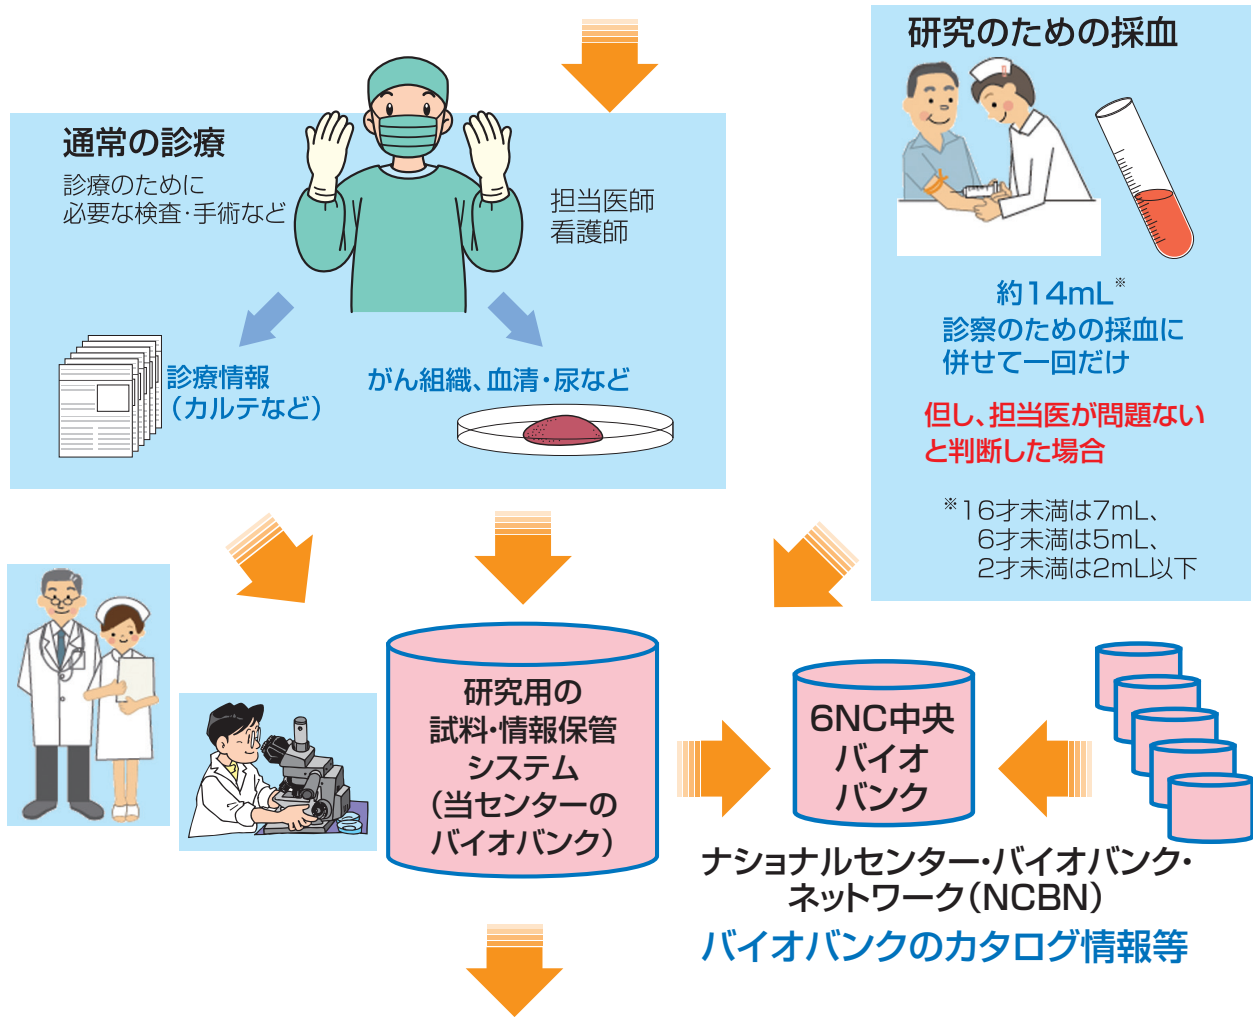 通常の診療
診療のために
必要な検査･手術など
担当医師
看護師
診療情報
（カルテなど）
がん組織、血清・尿など
研究のための採血
約14mL※
診察のための採血に
併せて一回だけ
但し、担当医が問題ない
と判断した場合
※16才未満は7mL、
6才未満は5mL、
2才未満は2mL以下
研究用の
試料・情報保管
システム
（当センターの
バイオバンク）
6NC中央
バイオ
バンク
ナショナルセンター・バイオバンク・
ネットワーク（NCBN）
バイオバンクのカタログ情報等